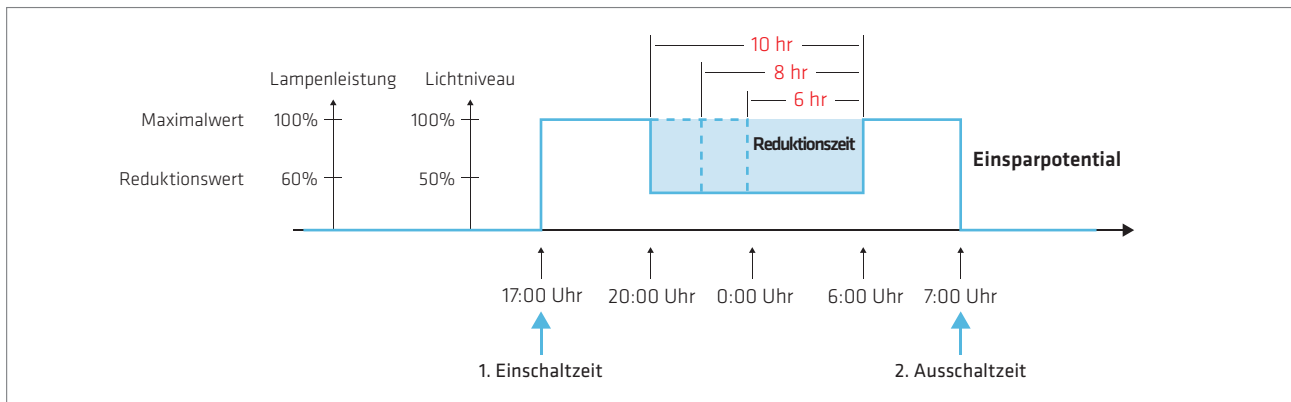 10 hr
8 hr
6 hr
Lampenleistung
Lichtniveau
Maximalwert 100% 100%
Reduktionswert 60% 50%
Reduktionszeit
Einsparpotential
17:00 Uhr 20:00 Uhr 0:00 Uhr 6:00 Uhr 7:00 Uhr
1. Einschaltzeit
2. Ausschaltzeit